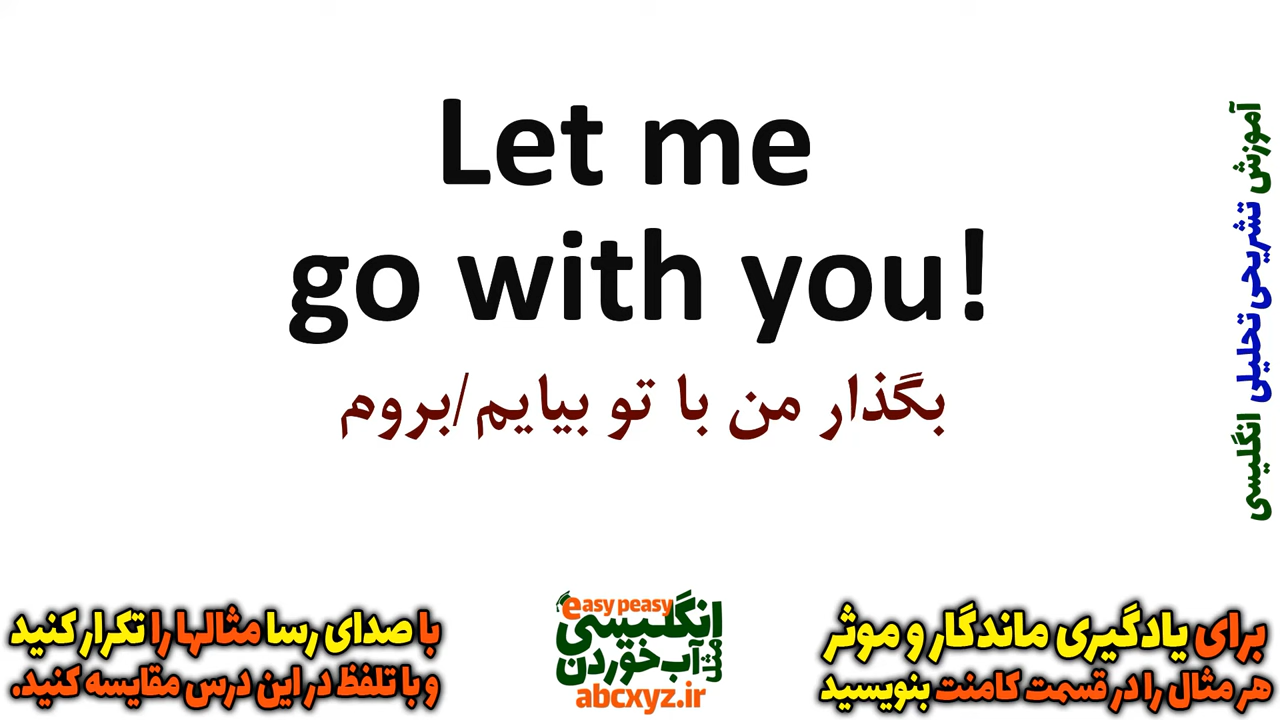 Let me
go with you!
بگذار من با تو بیایم/بروم
آموزش تشریحی تحلیلی انگلیسی
برای یادگیری ماندگار و موثر
هر مثال را در قسمت کامنت بنویسید
easy peasy
انگلیسی
مثل آب خوردن
abcxyz.ir
با صدای رسا مثالها را تکرار کنید
و با تلفظ در این درس مقایسه کنید.